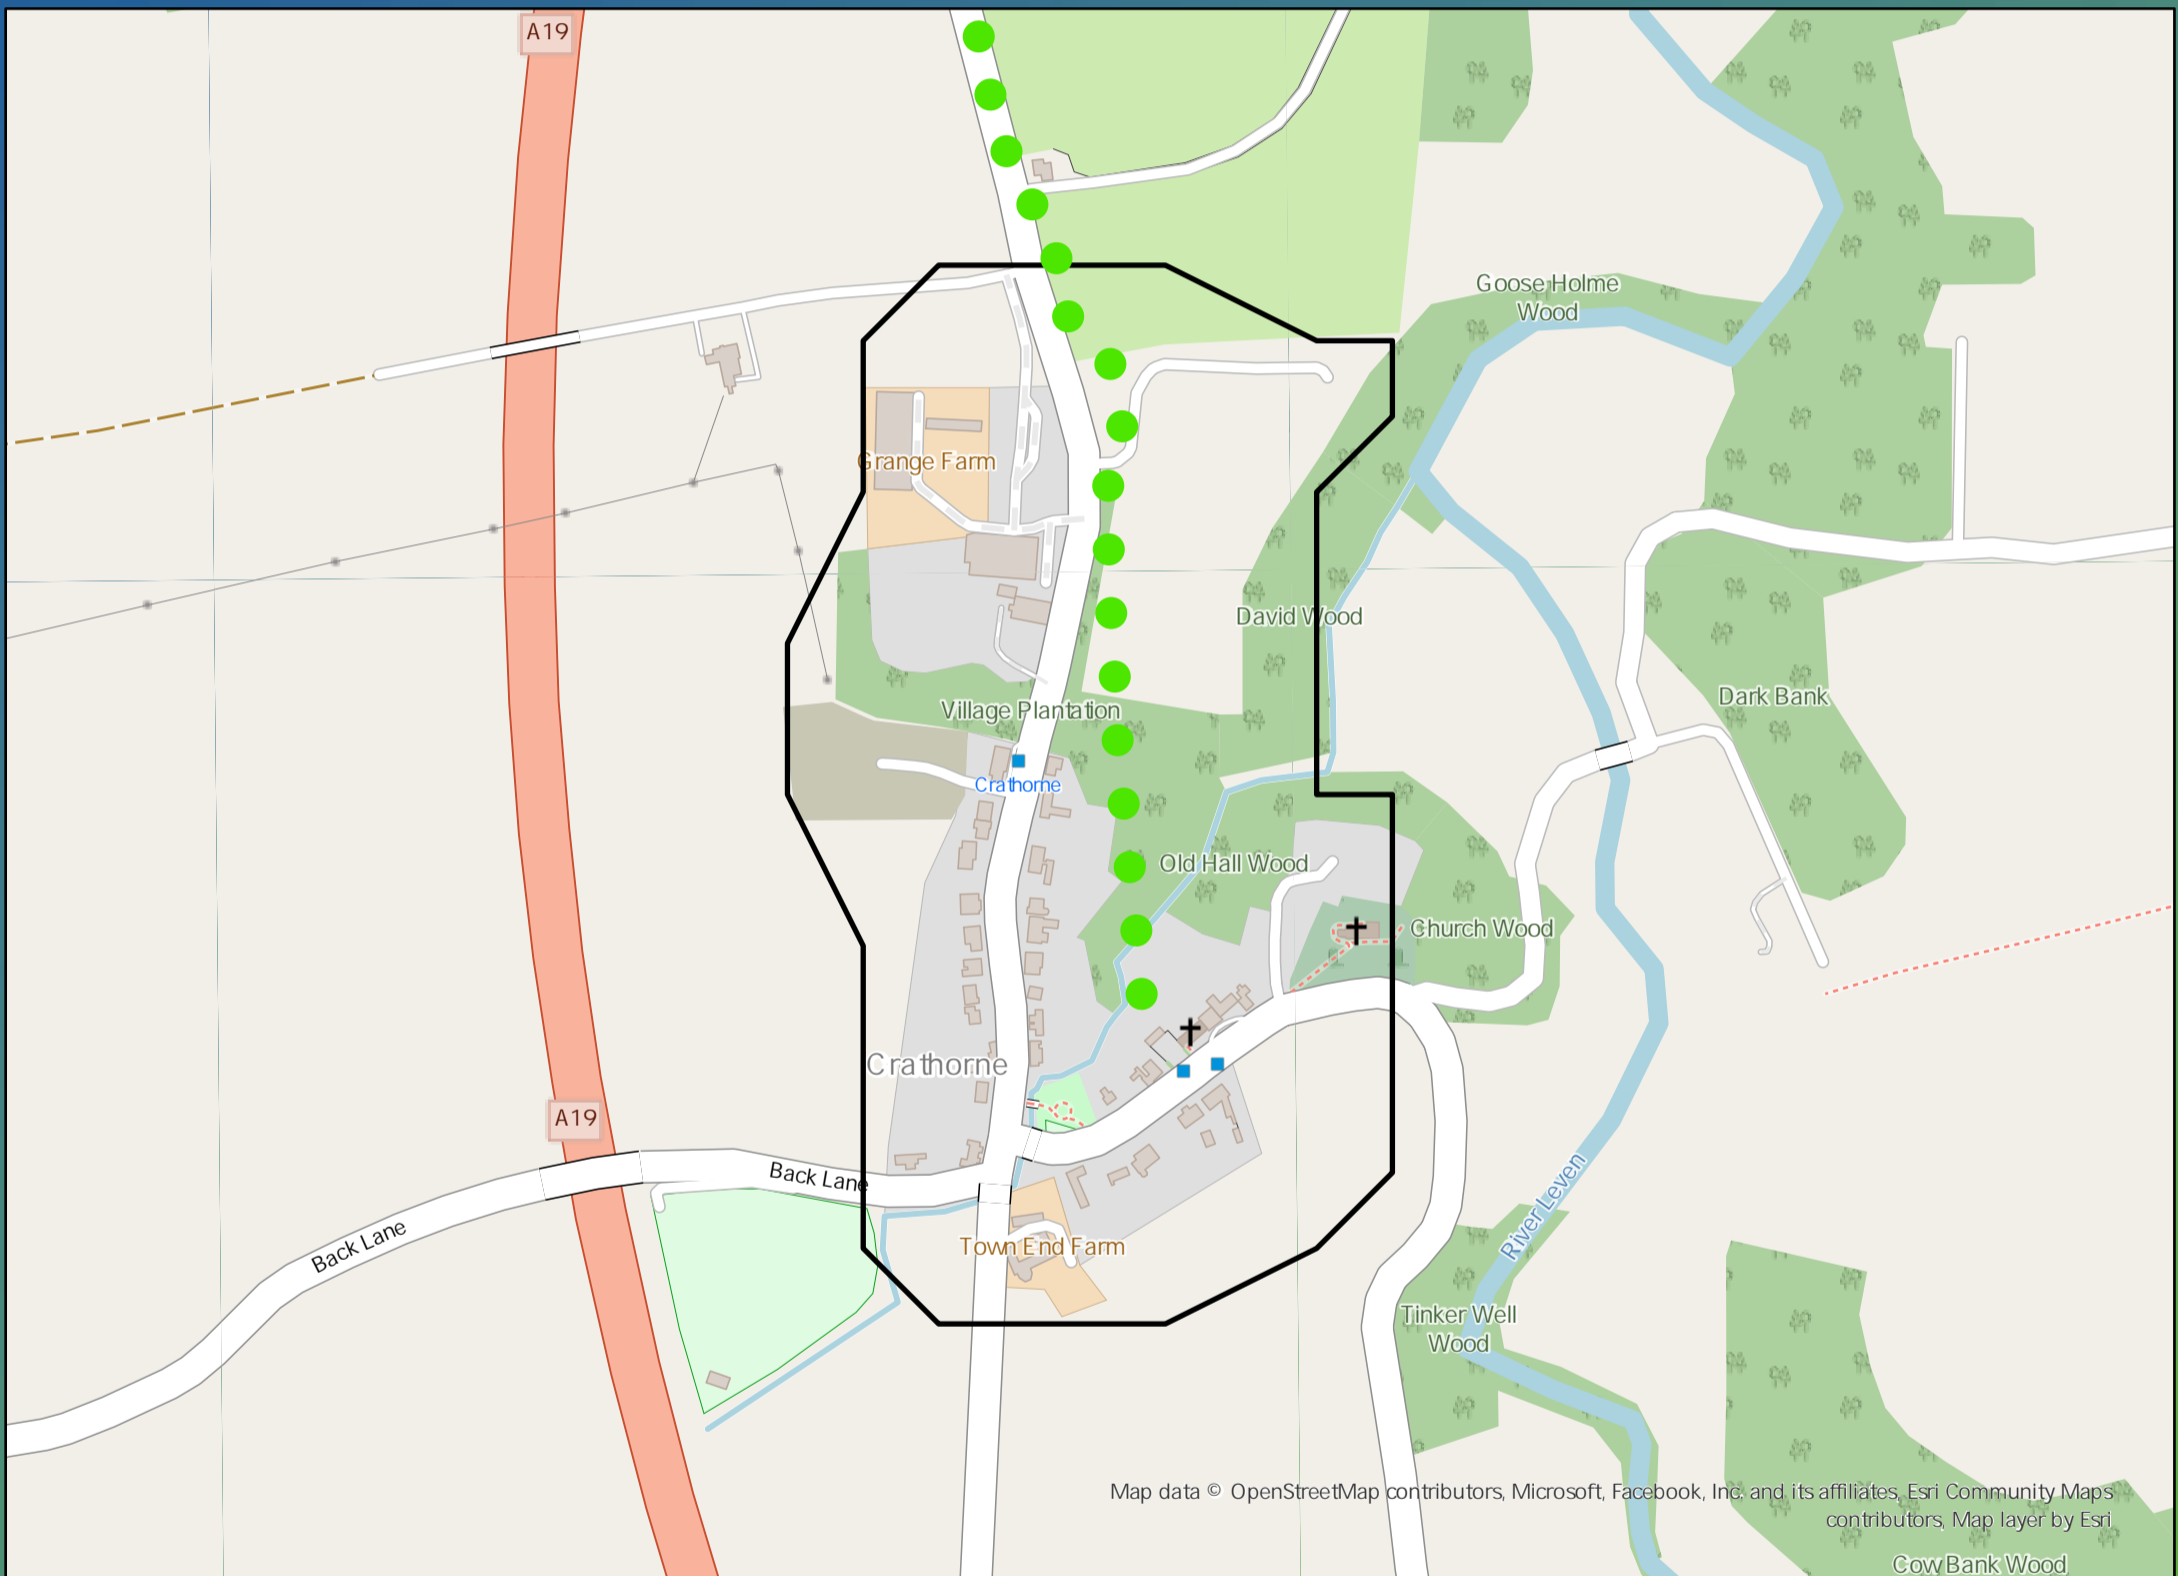 A19
Goose Holme
Wood
Grange Farm
David Wood
Dark Bank
Village Plantation
Crathorne
Old Hall Wood
Church Wood
Crathorne
A19
Back Lane
Back Lane
River Leven
Town End Farm
Tinker Well
Wood
Map data © OpenStreetMap contributors, Microsoft, Facebook, Inc. and its affiliates, Esri Community Maps
contributors, Map layer by Esri
Cow Bank Wood